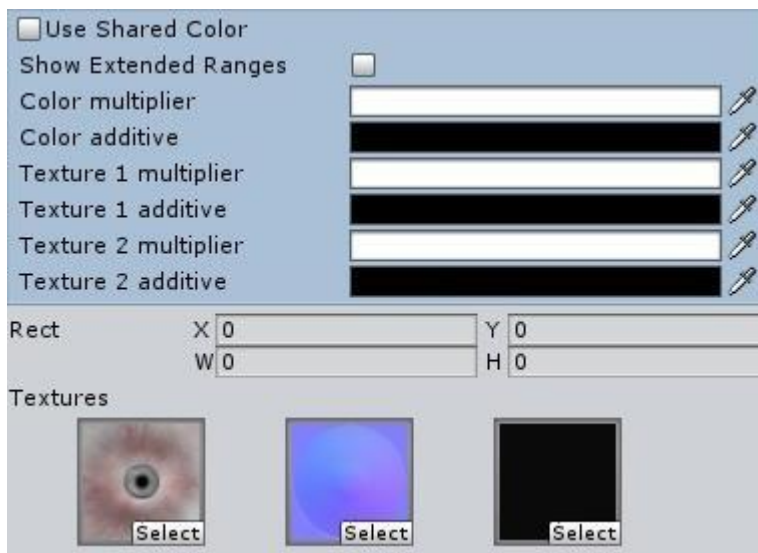 Use Shared Color
Show Extended Ranges
Color multiplier
Color additive
Texture 1 multiplier
Texture 1 additive
Texture 2 multiplier
Texture 2 additive
Rect X 0 Y 0
W 0 H 0
Textures
Select Select Select